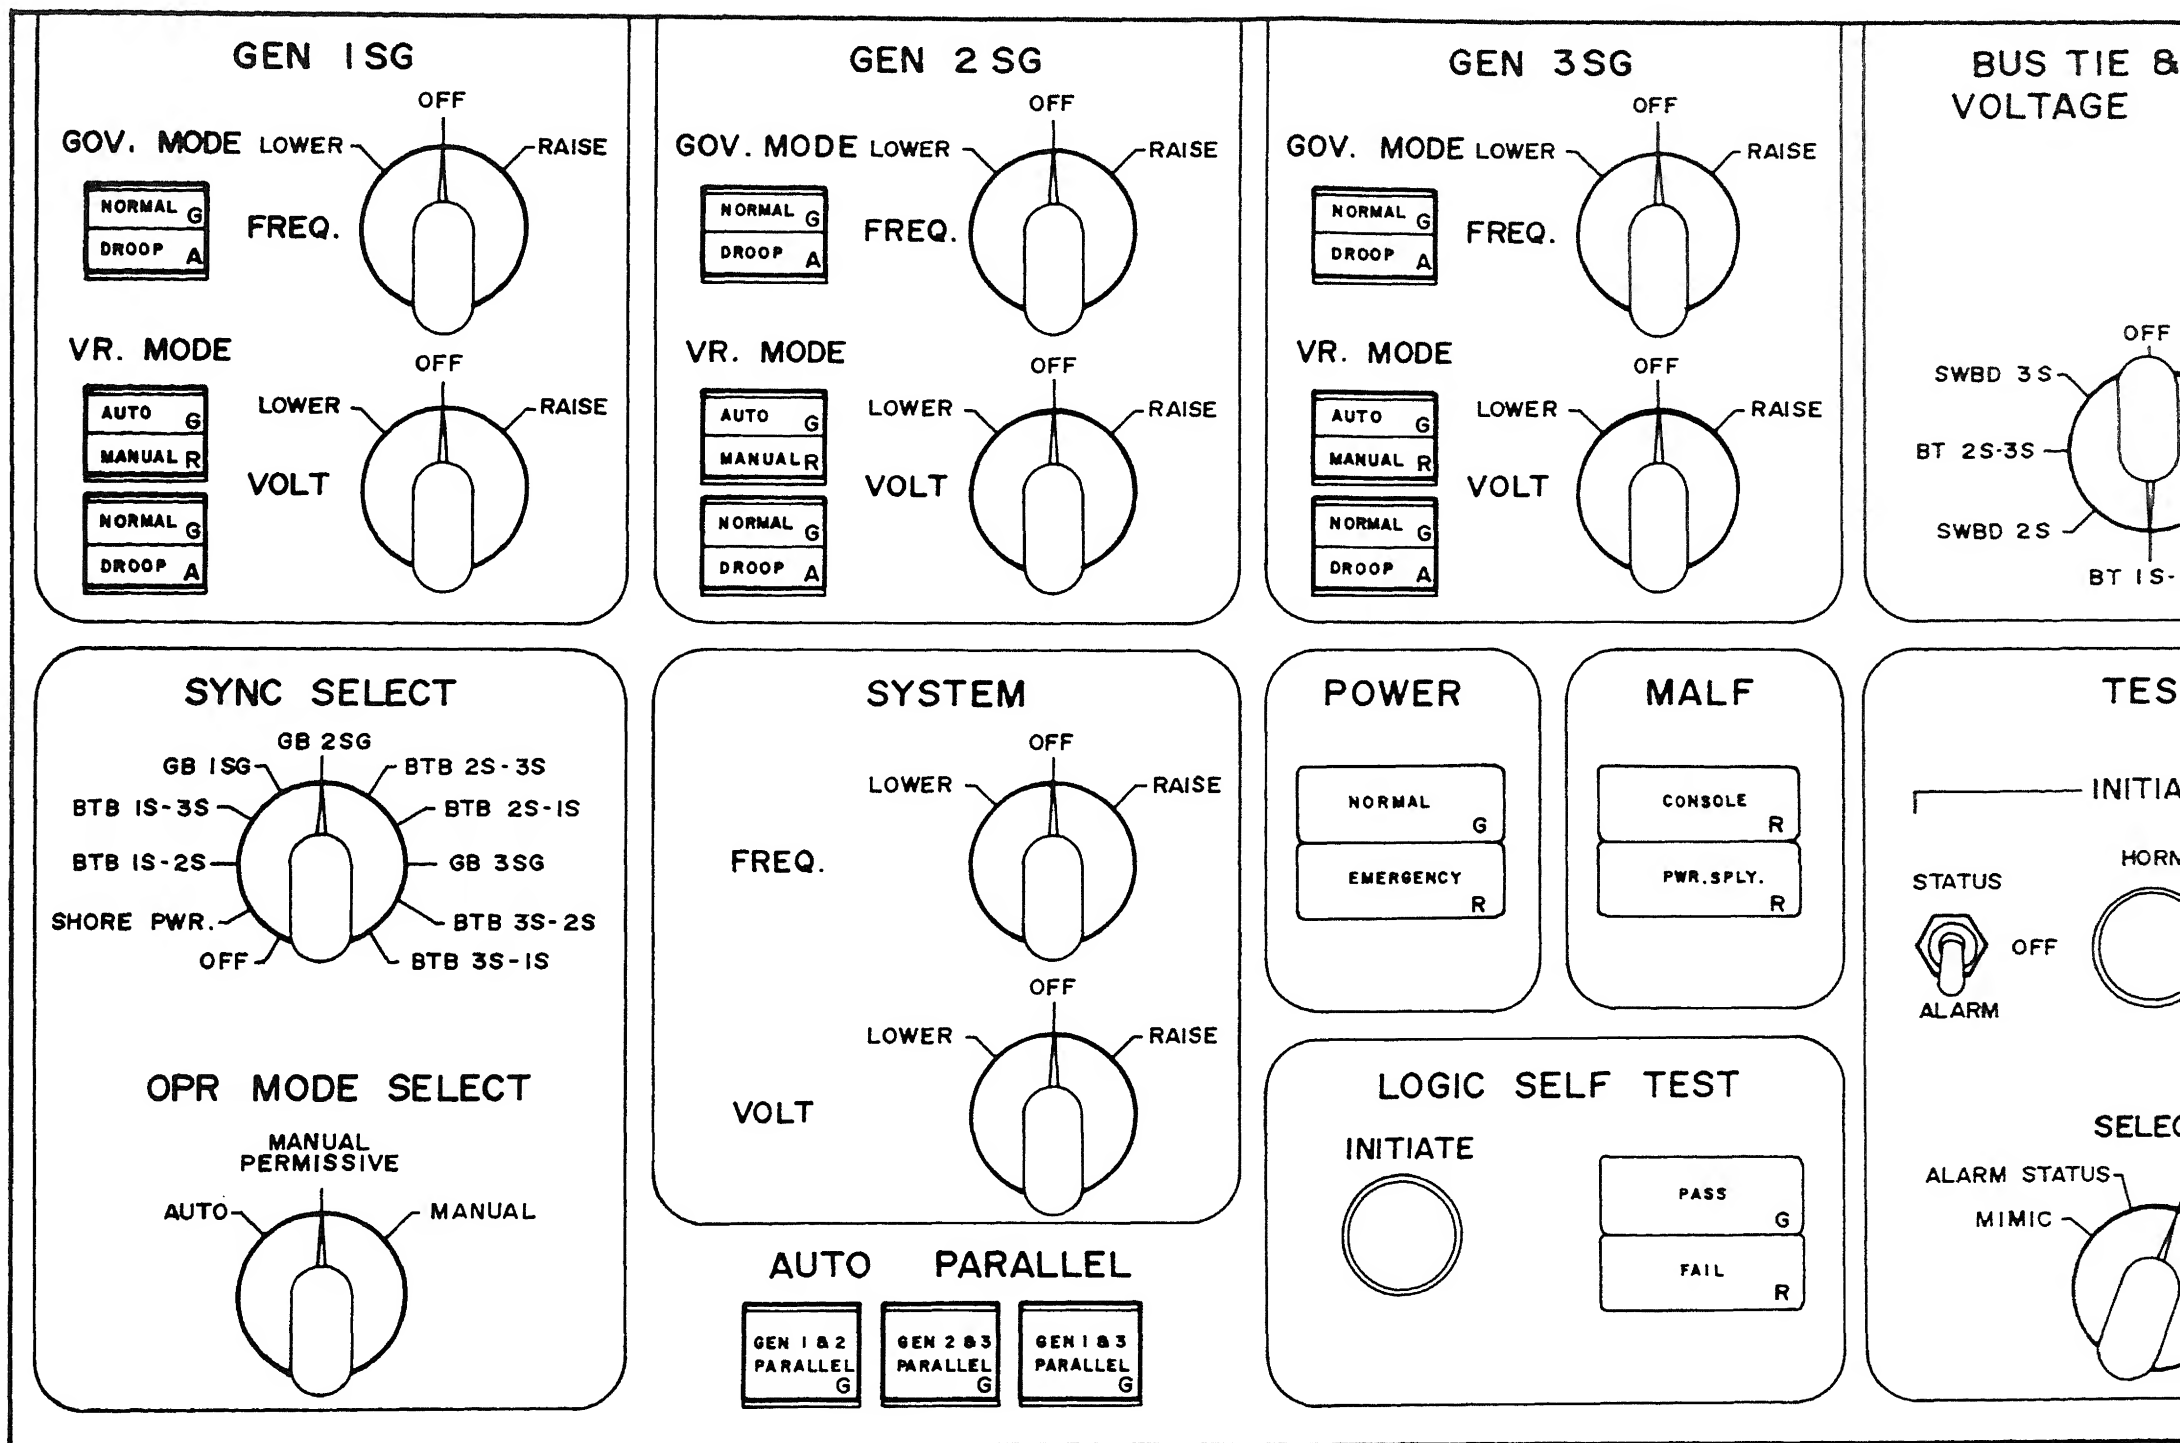 GEN 1SG
OFF
GOV. MODE LOWER RAISE
NORMAL G
FREQ.
DROOP A
VR. MODE
OFF
LOWER RAISE
AUTO G
MANUAL R
VOLT
NORMAL G
DROOP A
GEN 2SG
OFF
GOV. MODE LOWER RAISE
NORMAL G
FREQ.
DROOP A
VR. MODE
OFF
LOWER RAISE
AUTO G
MANUAL R
VOLT
NORMAL G
DROOP A
GEN 3SG
OFF
GOV. MODE LOWER RAISE
NORMAL G
FREQ.
DROOP A
VR. MODE
OFF
LOWER RAISE
AUTO G
MANUAL R
VOLT
NORMAL G
DROOP A
BUS TIE &
VOLTAGE
OFF
SWBD 3S
BT 2S-3S
SWBD 2S
BT 1S-
SYNC SELECT
GB 2SG
GB 1SG BTB 2S-3S
BTB 1S-3S BTB 2S-1S
BTB 1S-2S GB 3SG
SHORE PWR. BTB 3S-2S
OFF BTB 3S-1S
OPR MODE SELECT
MANUAL
PERMISSIVE
AUTO MANUAL
SYSTEM
OFF
LOWER RAISE
FREQ.
OFF
LOWER RAISE
VOLT
AUTO PARALLEL
GEN 1 & 2
PARALLEL
G
GEN 2 & 3
PARALLEL
G
GEN 1 & 3
PARALLEL
G
POWER
NORMAL
G
EMERGENCY
R
MALF
CONSOLE
R
PWR. SPLY.
R
LOGIC SELF TEST
INITIATE
PASS
G
FAIL
R
TES
INITIA
HORN
STATUS
OFF
ALARM
SELEC
ALARM STATUS
MIMIC